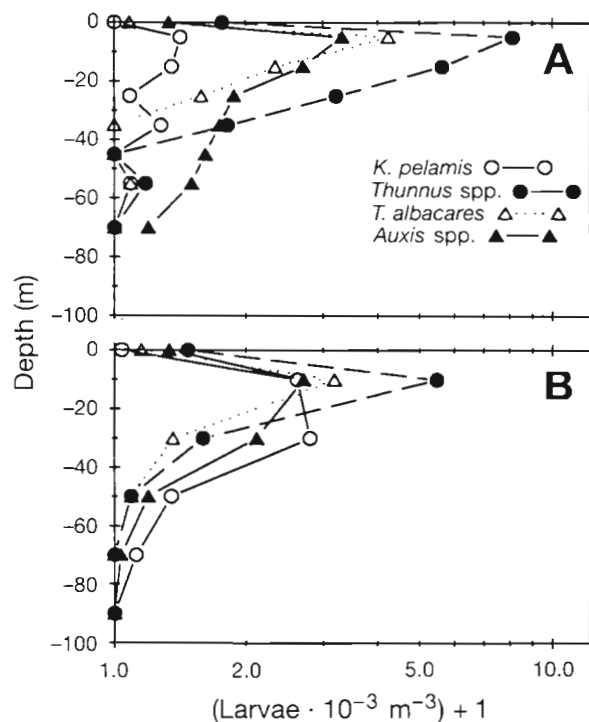 0
−20
−40
−60
−80
−100
A
K. pelamis
Thunnus spp.
T. albacares
Auxis spp.
Depth (m)
0
−20
−40
−60
−80
−100
B
1.0
2.0
5.0
10.0
(Larvae · 10⁻³ m⁻³) + 1